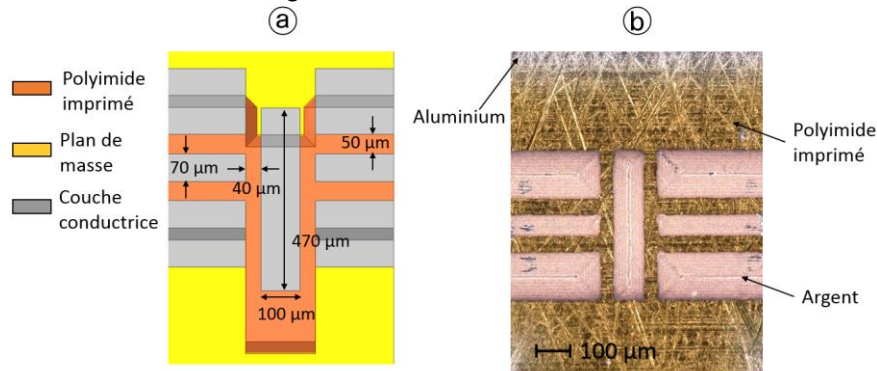 ⓐ
ⓑ
Polyimide
imprimé
Plan de
masse
Couche
conductrice
50 µm
70 µm
40 µm
470 µm
100 µm
Aluminium
Polyimide
imprimé
Argent
100 µm